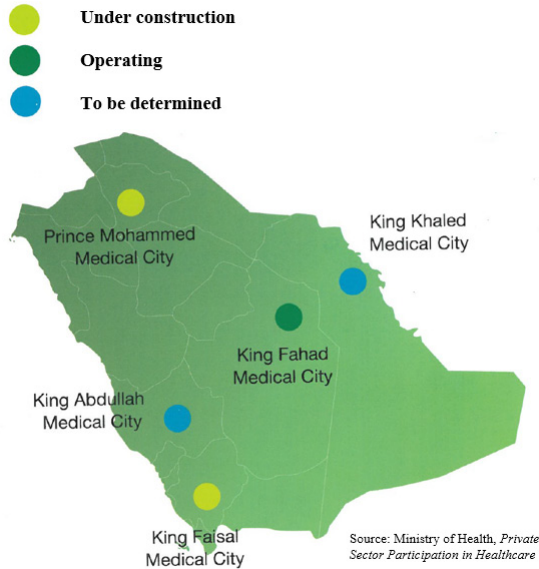 Under construction
Operating
To be determined
King Khaled
Medical City
Prince Mohammed
Medical City
King Fahad
Medical City
King Abdullah
Medical City
King Faisal
Medical City
Source: Ministry of Health, Private
Sector Participation in Healthcare